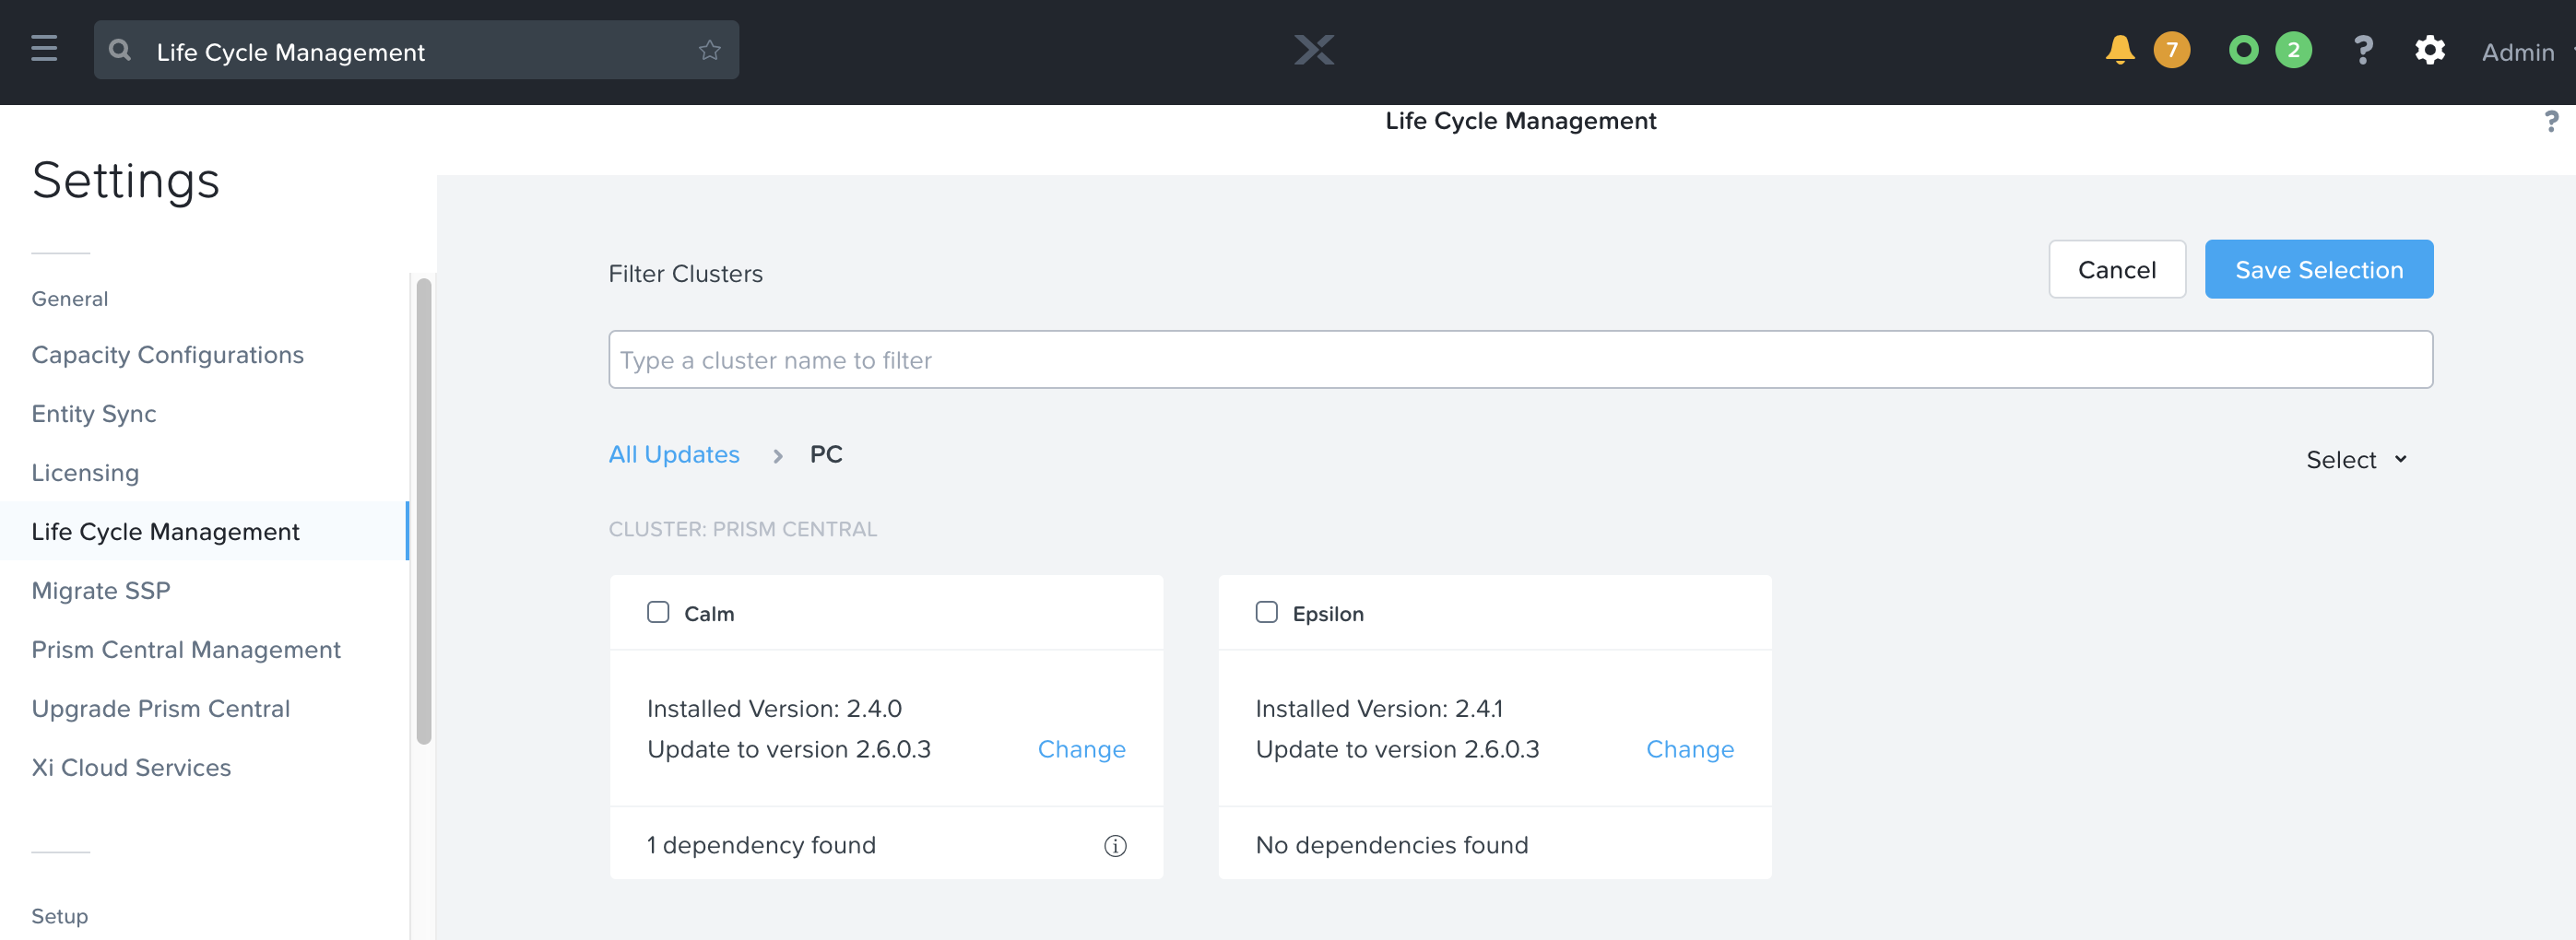 Life Cycle Management
7
2
?
Admin
Life Cycle Management
?
Settings
General
Capacity Configurations
Entity Sync
Licensing
Life Cycle Management
Migrate SSP
Prism Central Management
Upgrade Prism Central
Xi Cloud Services
Setup
Filter Clusters
Cancel
Save Selection
Type a cluster name to filter
All Updates > PC
Select
CLUSTER: PRISM CENTRAL
Calm
Installed Version: 2.4.0
Update to version 2.6.0.3 Change
1 dependency found
Epsilon
Installed Version: 2.4.1
Update to version 2.6.0.3 Change
No dependencies found